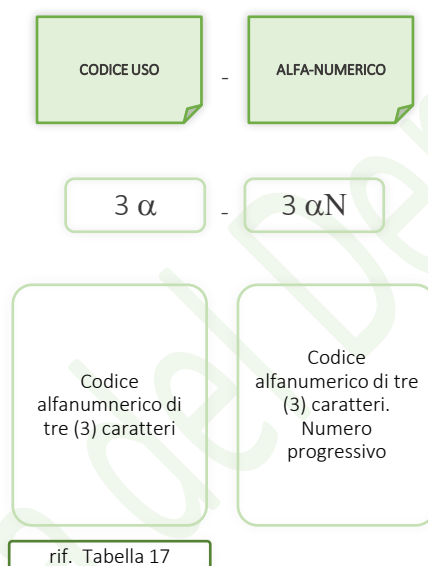 CODICE USO - ALFA-NUMERICO
3 α - 3 αN
Codice
alfanumnerico di
tre (3) caratteri
Codice
alfanumerico di tre
(3) caratteri.
Numero
progressivo
rif. Tabella 17